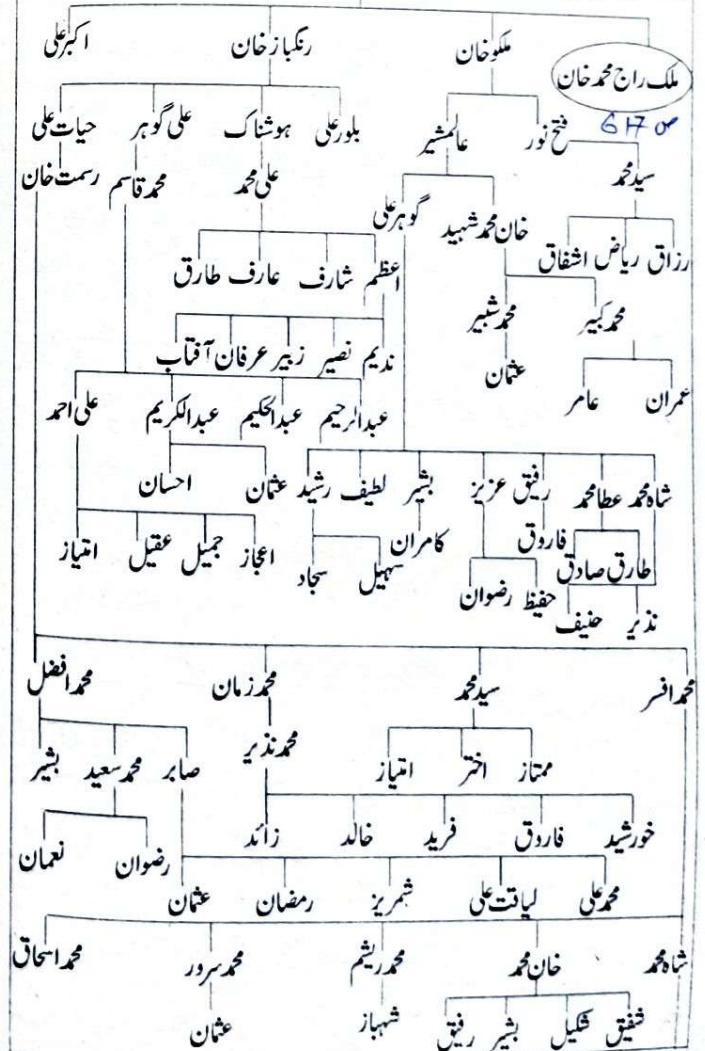 ملک راج محمد خان ملکو خان رنگباز خان اکبر علی
617
فتح نور عالمشیر بلور علی ہوشناک علی گوہر حیات علی
سید محمد علی محمد محمد قاسم رسمت خان
خان محمد شہید گوہر علی
رزاق ریاض اشفاق اعظم شارف عارف طارق
محمد کبیر محمد شبیر
ندیم نصیر زبیر عرفان آفتاب
عثمان
عمران عامر عبدالرحیم عبدالحکیم عبدالکریم علی احمد
شاہ محمد عطا محمد رفیق عزیز بشیر لطیف رشید عثمان احسان
فاروق کامران اعجاز جمیل عقیل امتیاز
طارق صادق سہیل سجاد
حفیظ رضوان
نذیر حنیف
محمد افسر سید محمد محمد زمان محمد افضل
محمد نذیر
ممتاز اختر امتیاز صابر محمد سعید بشیر
خورشید فاروق فرید خالد زائد
رضوان نعمان
محمد علی لیاقت علی شمریز رمضان عثمان
شاہ محمد خان محمد محمد ریشم محمد سرور محمد اسحاق
شفیق شکیل بشیر رفیق شہباز عثمان